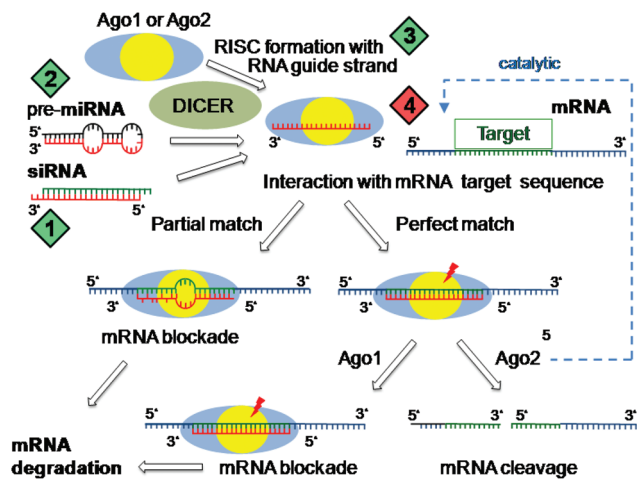 Ago1 or Ago2
RISC formation with
RNA guide strand
3
2
pre-miRNA
5'
3'
DICER
4
3'
5'
catalytic
mRNA
Target
5'
3'
siRNA
3'
5'
1
Interaction with mRNA target sequence
Partial match
Perfect match
5'
3'
3'
5'
mRNA blockade
5'
3'
3'
5'
5
Ago1
Ago2
5'
3'
3'
5'
mRNA blockade
mRNA
degradation
5'
3'
5'
3'
mRNA cleavage